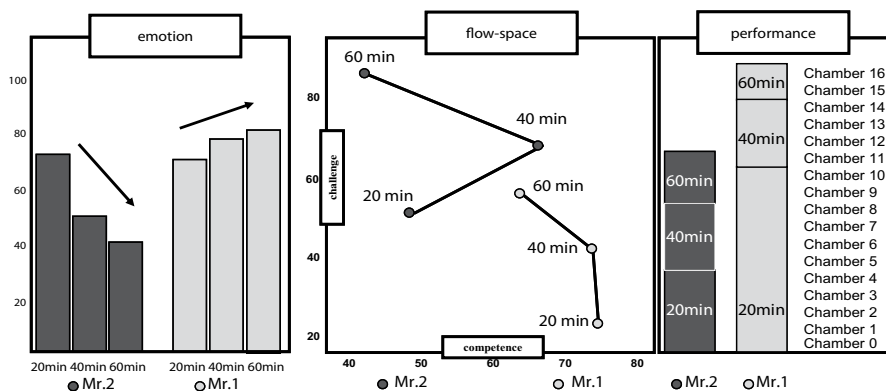 emotion
100
80
60
40
20
20min 40min 60min
20min 40min 60min
Mr.2
Mr.1
flow-space
80
60
40
20
challenge
60 min
40 min
20 min
60 min
40 min
20 min
competence
40
50
60
70
80
Mr.2
Mr.1
performance
60min
40min
20min
60min
40min
20min
Chamber 16
Chamber 15
Chamber 14
Chamber 13
Chamber 12
Chamber 11
Chamber 10
Chamber 9
Chamber 8
Chamber 7
Chamber 6
Chamber 5
Chamber 4
Chamber 3
Chamber 2
Chamber 1
Chamber 0
Mr.2
Mr.1